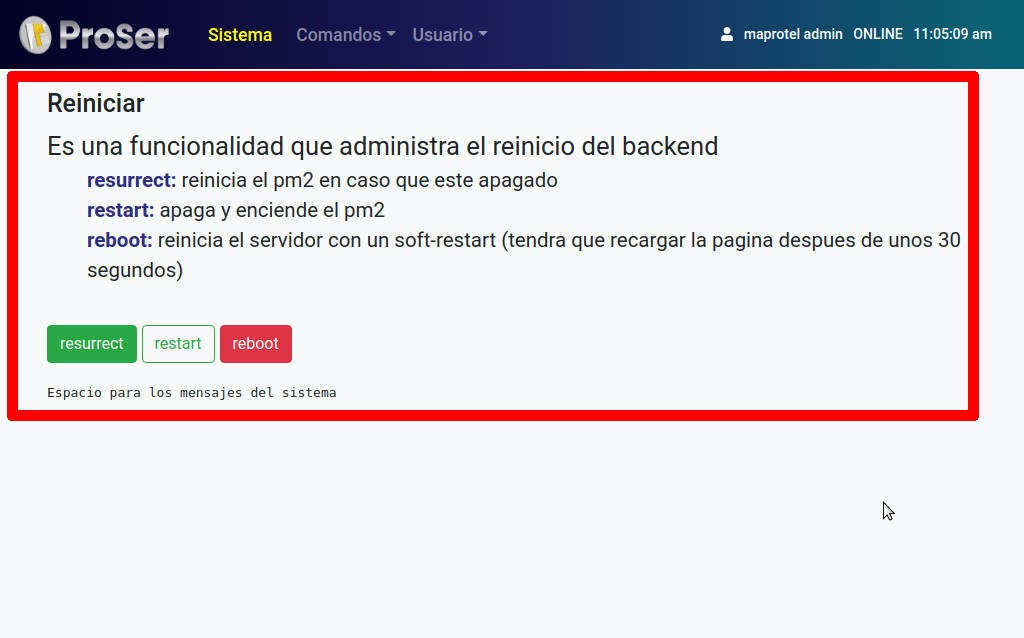 ProSer Sistema Comandos Usuario maprotel admin ONLINE 11:05:09 am
Reiniciar
Es una funcionalidad que administra el reinicio del backend
resurrect: reinicia el pm2 en caso que este apagado
restart: apaga y enciende el pm2
reboot: reinicia el servidor con un soft-restart (tendra que recargar la pagina despues de unos 30
segundos)
resurrect restart reboot
Espacio para los mensajes del sistema